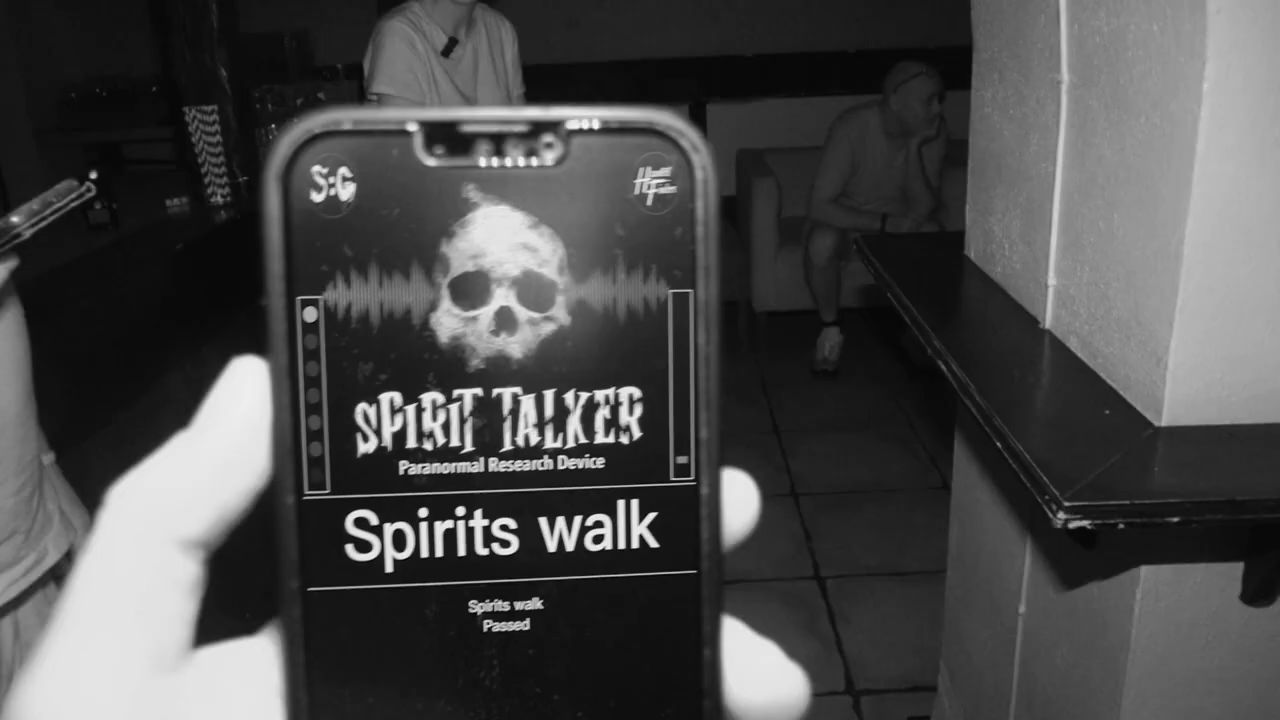 S:G
SPIRIT TALKER
Paranormal Research Device
Spirits walk
Spirits walk
Passed